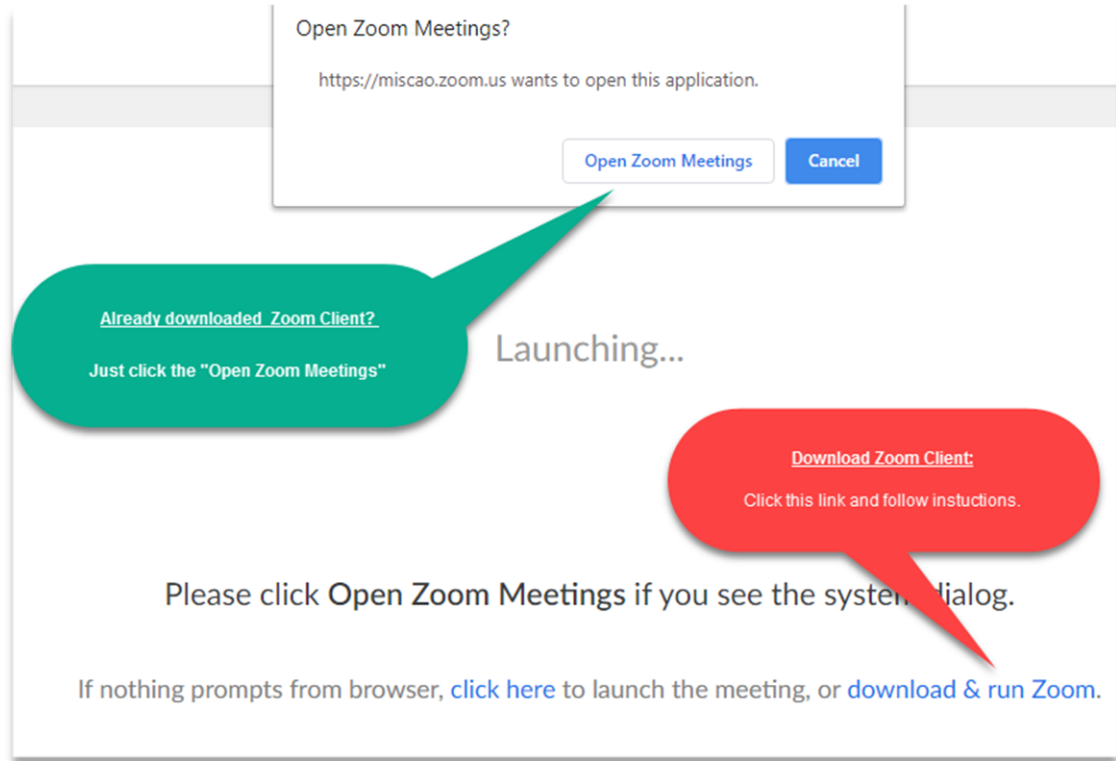 Open Zoom Meetings?
https://miscao.zoom.us wants to open this application.
Open Zoom Meetings
Cancel
Already downloaded  Zoom Client?
Just click the "Open Zoom Meetings"
Launching...
Download Zoom Client:
Click this link and follow instuctions.
Please click Open Zoom Meetings if you see the system dialog.
If nothing prompts from browser, click here to launch the meeting, or download & run Zoom.